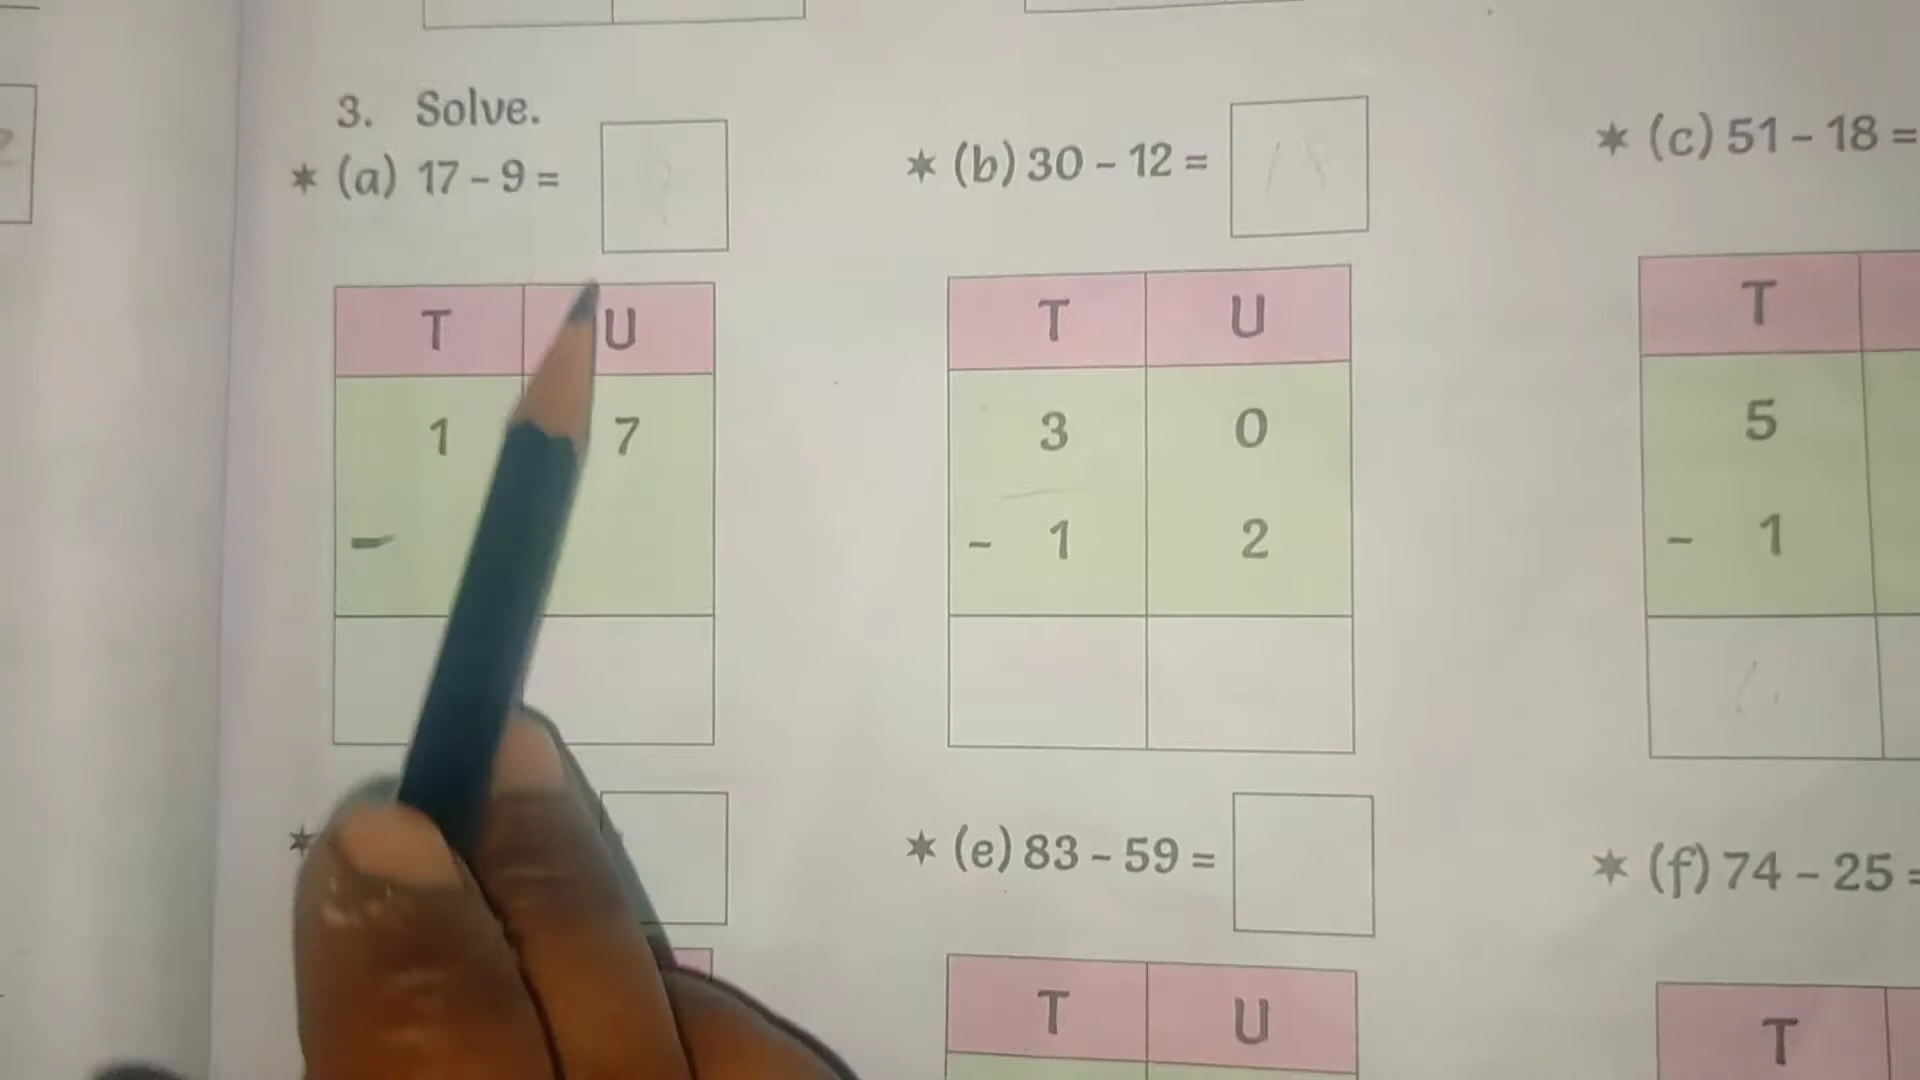 3. Solve.
* (a) 17 - 9 =
* (b) 30 - 12 =
* (c) 51 - 18 =
T U
1 7
-
T U
3 0
- 1 2
T
5
- 1
*
* (e) 83 - 59 =
* (f) 74 - 25 =
T U
T